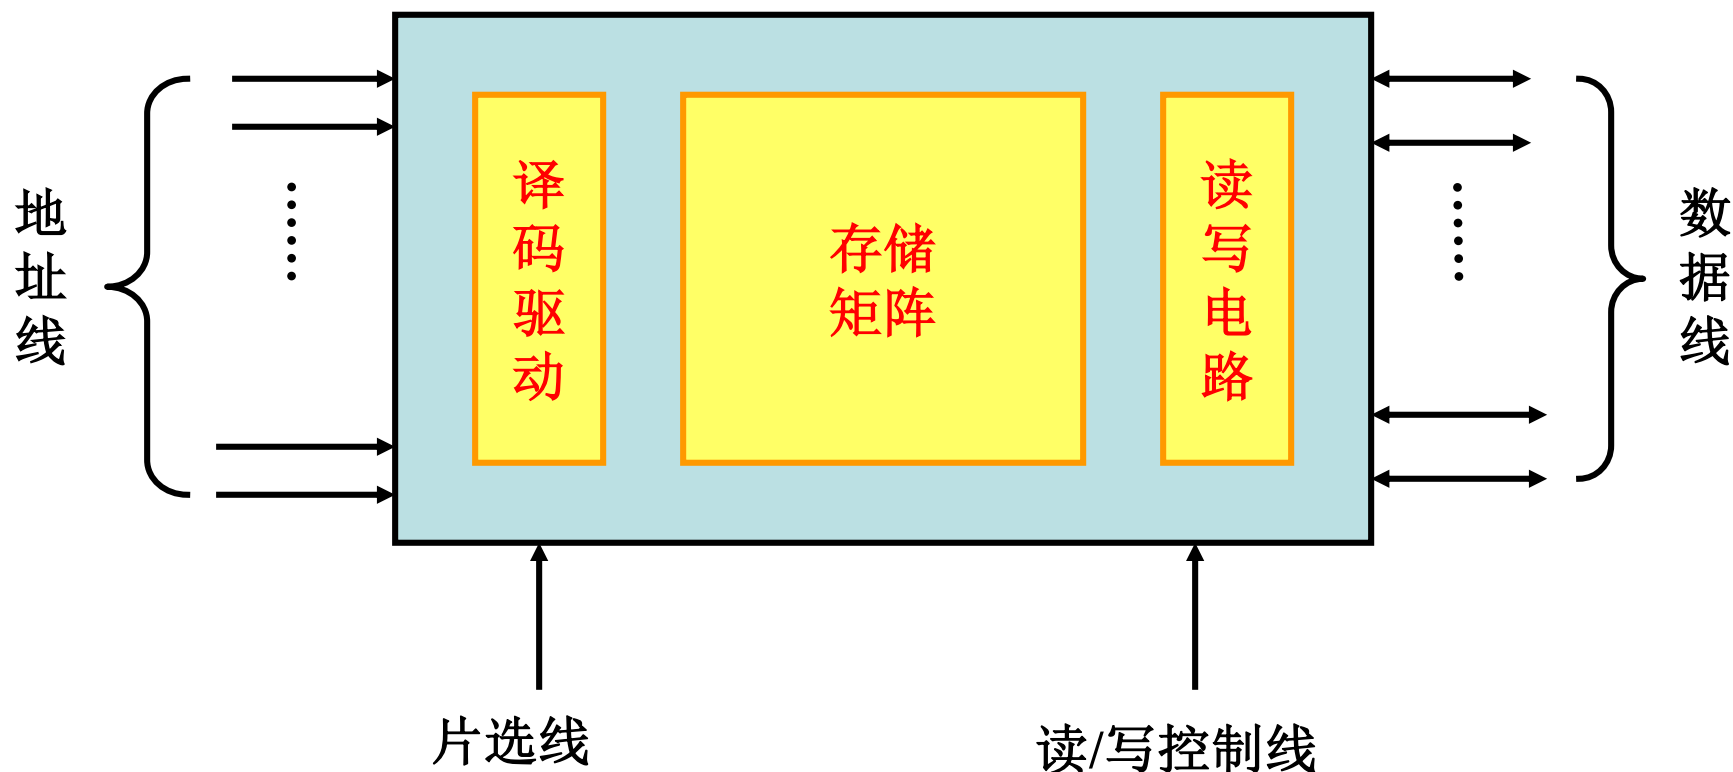 地址线
译码驱动
存储
矩阵
读写电路
数据线
片选线
读/写控制线